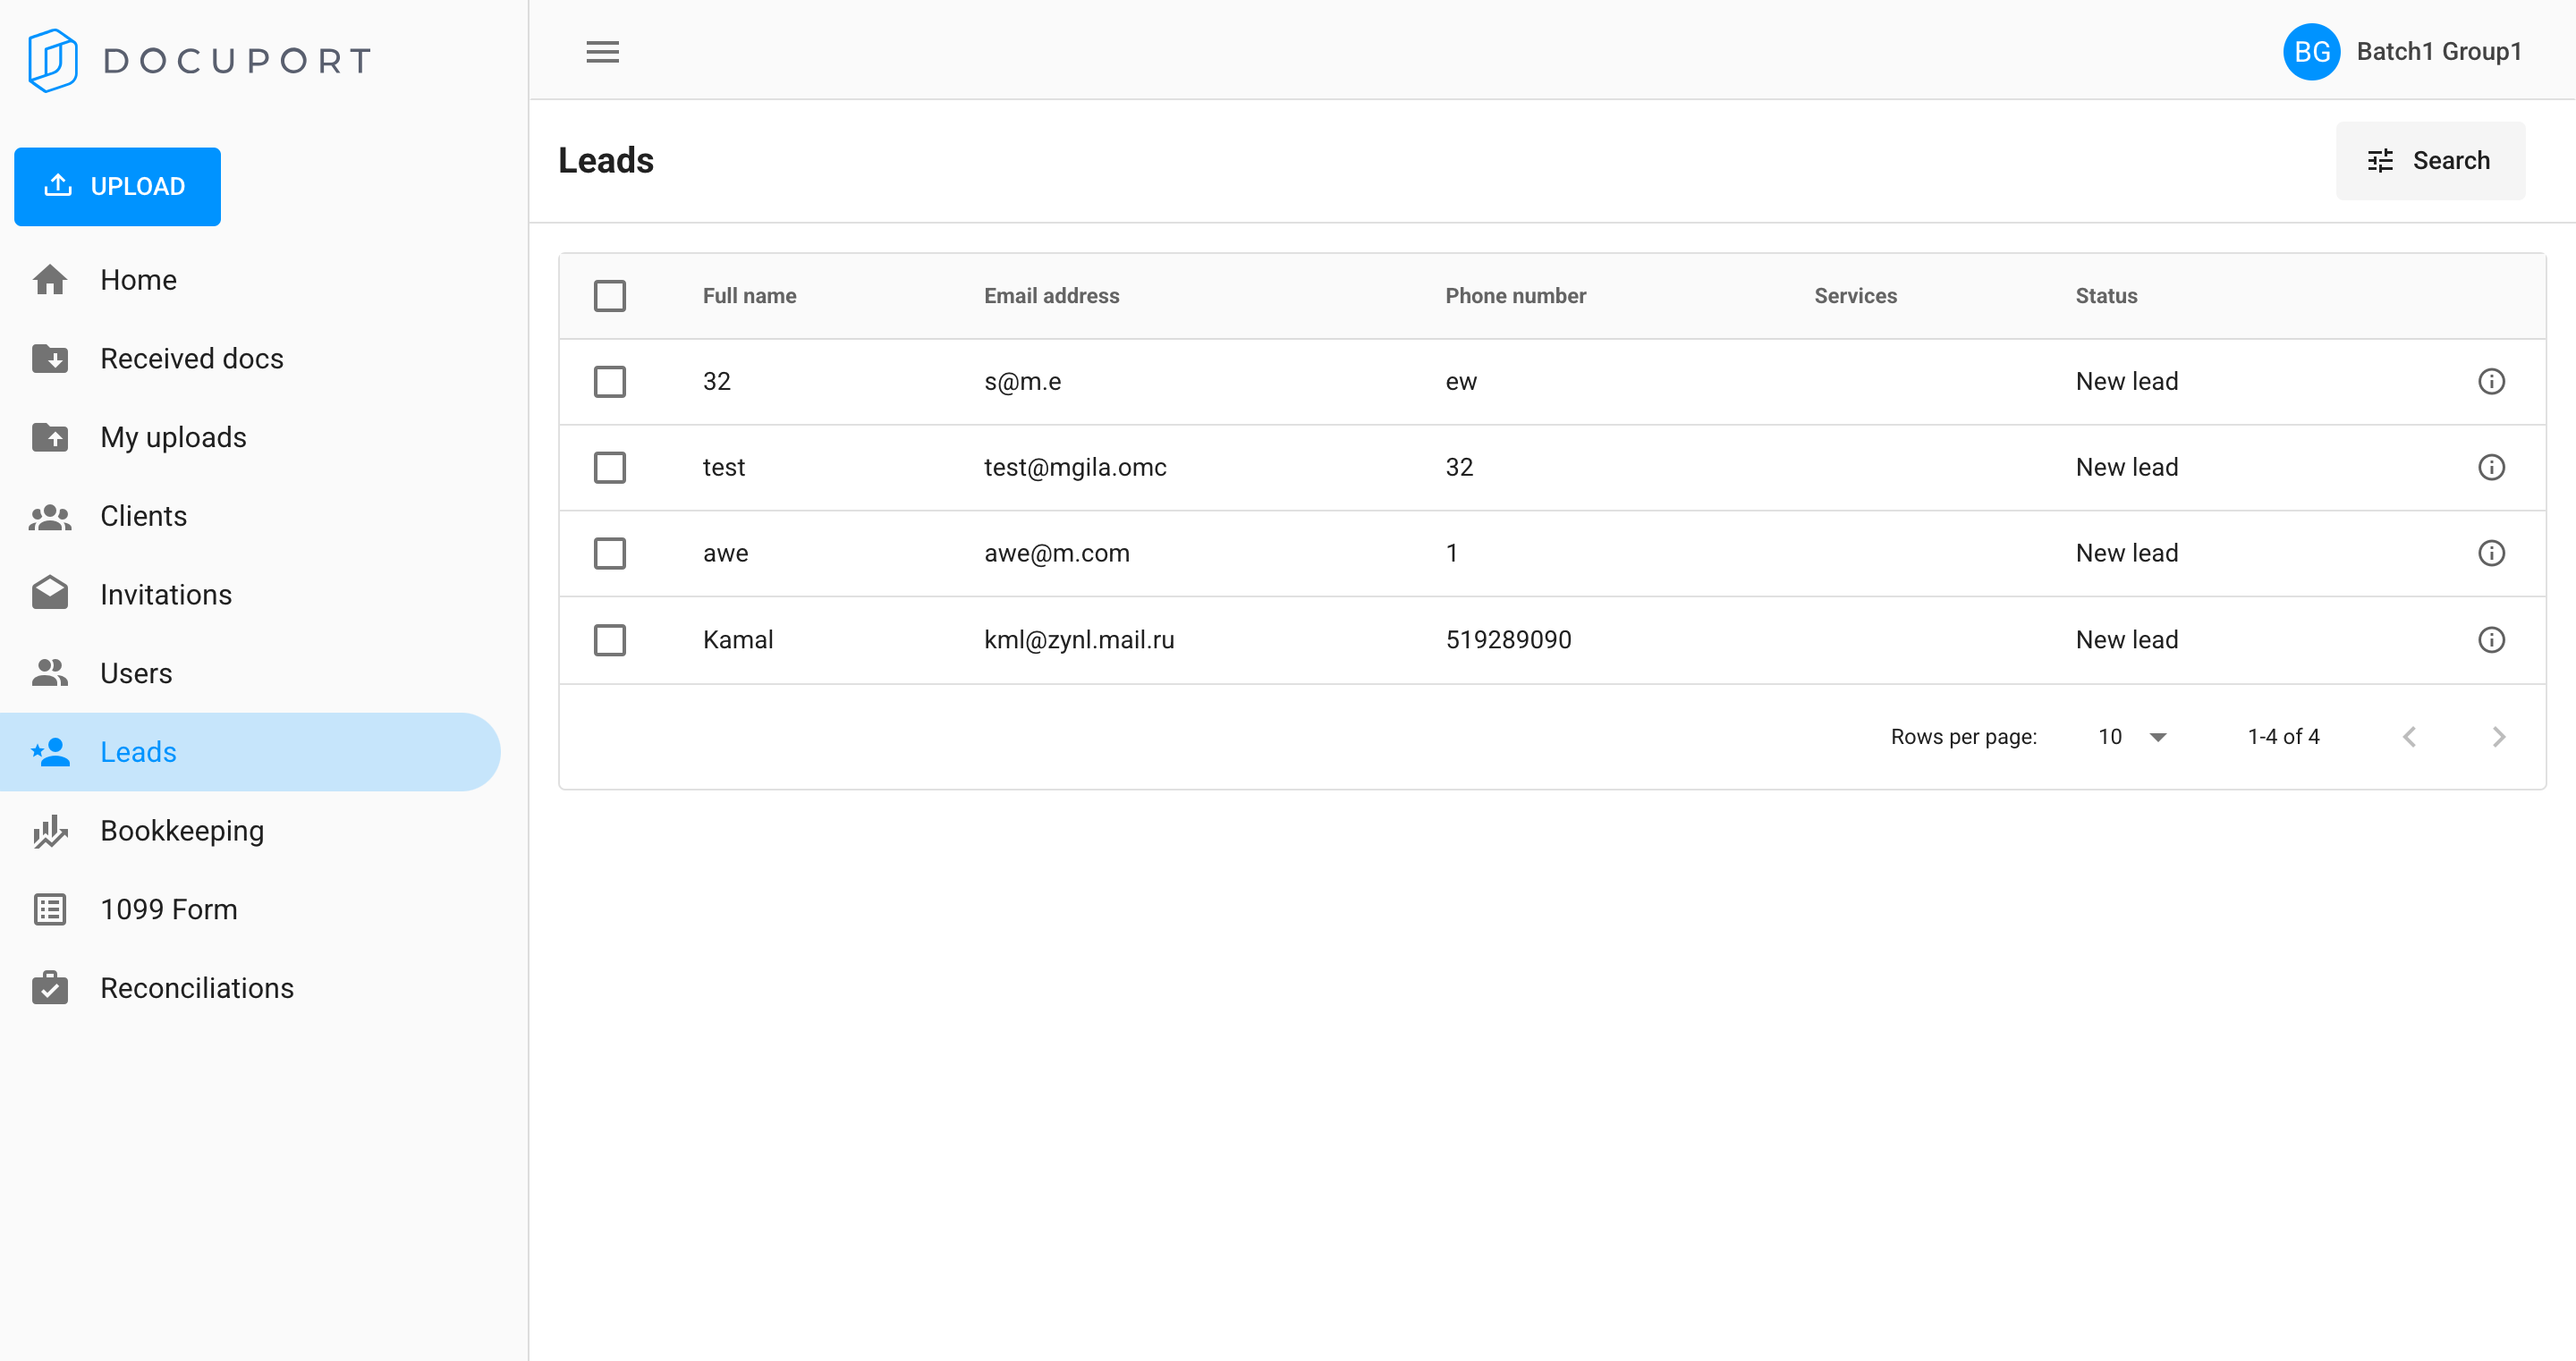 DOCUPORT
BG Batch1 Group1
UPLOAD
Home
Received docs
My uploads
Clients
Invitations
Users
Leads
Bookkeeping
1099 Form
Reconciliations
Leads
Search
Full name Email address Phone number Services Status
32 s@m.e ew New lead
test test@mgila.omc 32 New lead
awe awe@m.com 1 New lead
Kamal kml@zynl.mail.ru 519289090 New lead
Rows per page: 10 1-4 of 4